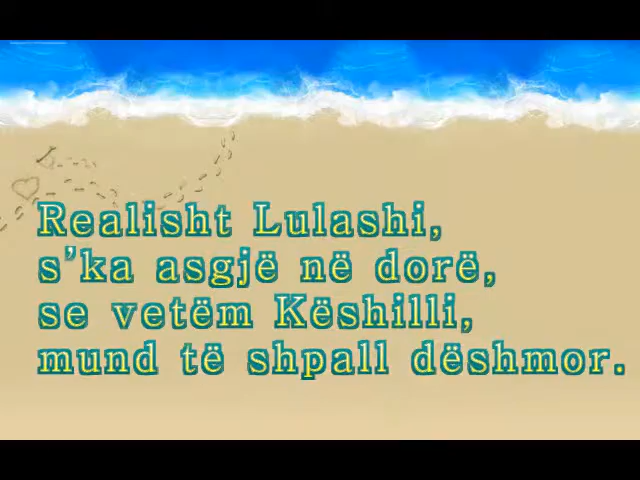 Realisht Lulashi,
s'ka asgjë në dorë,
se vetëm Këshilli,
mund të shpall dëshmor.